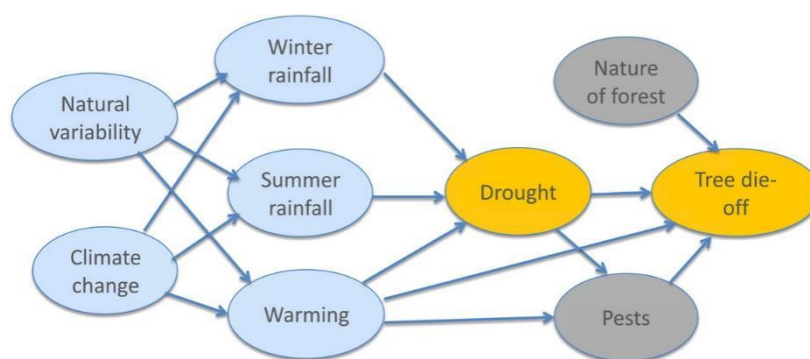 Winter
rainfall
Nature
of forest
Natural
variability
Summer
rainfall
Drought
Tree die-
off
Climate
change
Warming
Pests